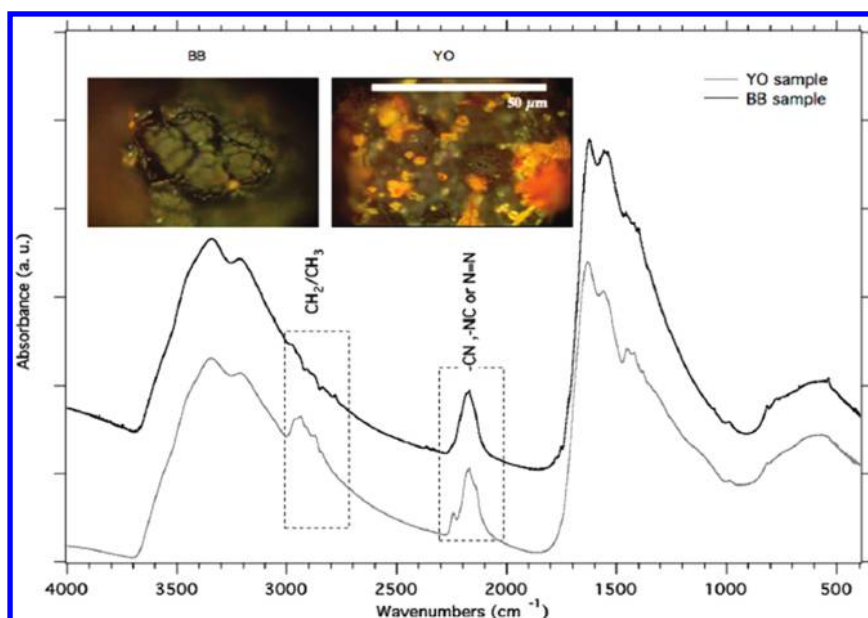 BB
YO
50 μm
YO sample
BB sample
CH₂/CH₃
CN ,-NC or N=N
Absorbance (a. u.)
4000
3500
3000
2500
2000
1500
1000
500
Wavenumbers (cm ⁻¹)